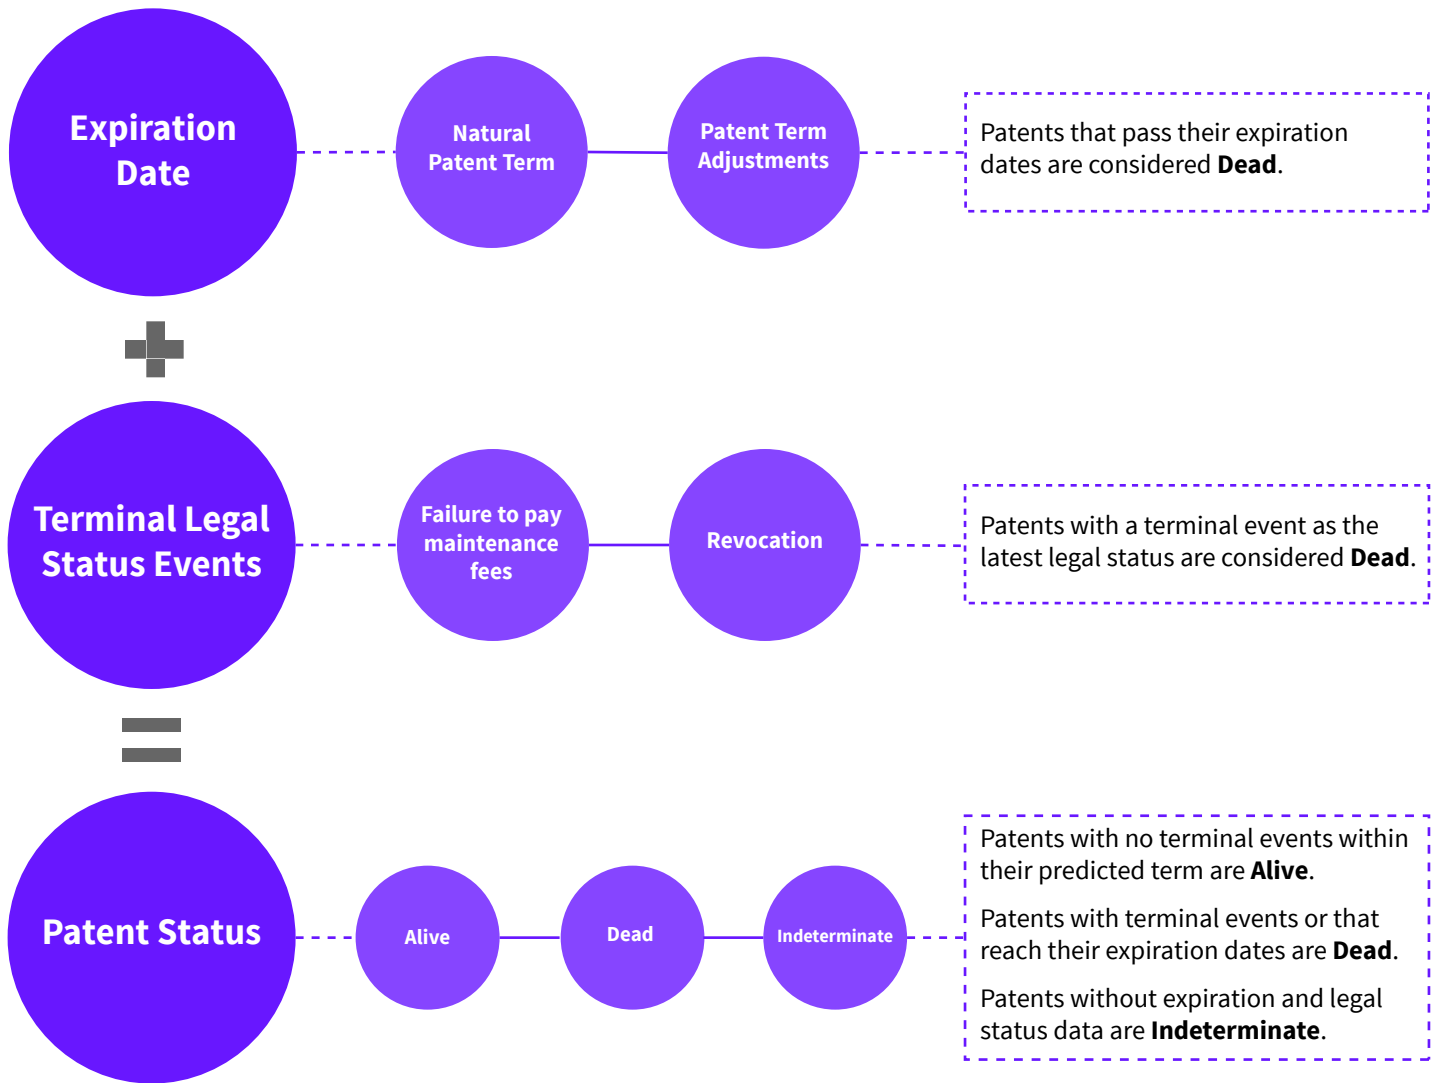 Expiration
Date
Natural
Patent Term
Patent Term
Adjustments
Patents that pass their expiration
dates are considered Dead.
Terminal Legal
Status Events
Failure to pay
maintenance
fees
Revocation
Patents with a terminal event as the
latest legal status are considered Dead.
Patent Status
Alive
Dead
Indeterminate
Patents with no terminal events within
their predicted term are Alive.
Patents with terminal events or that
reach their expiration dates are Dead.
Patents without expiration and legal
status data are Indeterminate.